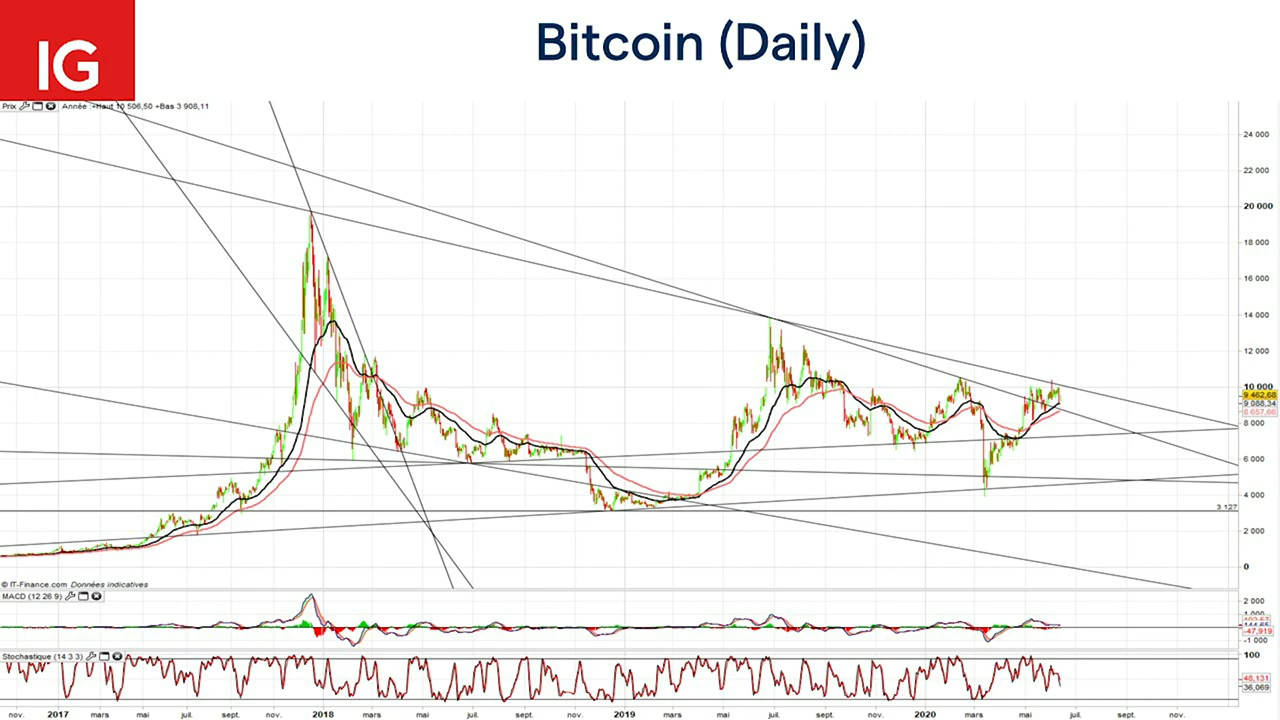 IG
Bitcoin (Daily)
Prix
Année :+Haut 10 506,50 +Bas 3 908,11
24 000
22 000
20 000
18 000
16 000
14 000
12 000
10 000
9 462,68
9 088,34
8 657,66
8 000
6 000
4 000
3 127
2 000
0
© IT-Finance.com Données indicatives
MACD (12 26 9)
2 000
-47,919
-1 000
Stochastique (14 3 3)
100
48,131
36,069
nov. 2017 mars mai juil. sept. nov. 2018 mars mai juil. sept. nov. 2019 mars mai juil. sept. nov. 2020 mars mai juil. sept. nov.